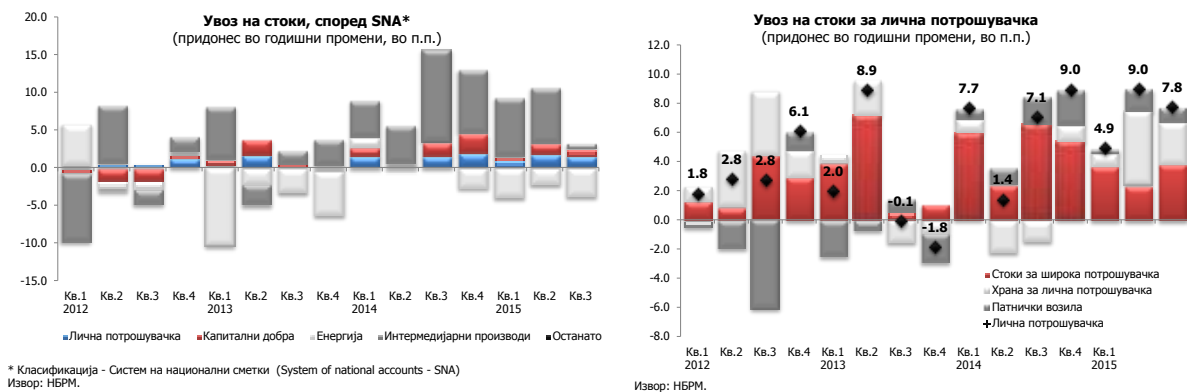 Увоз на стоки, според SNA*
(придонес во годишни промени, во п.п.)
20.0
15.0
10.0
5.0
0.0
-5.0
-10.0
-15.0
Кв.1 Кв.2 Кв.3 Кв.4 Кв.1 Кв.2 Кв.3 Кв.4 Кв.1 Кв.2 Кв.3 Кв.4 Кв.1 Кв.2 Кв.3
2012 2013 2014 2015
Лична потрошувачка Капитални добра Енергија Интермедијарни производи Останато
* Класификација - Систем на национални сметки (System of national accounts - SNA)
Извор: НБРМ.
Увоз на стоки за лична потрошувачка
(придонес во годишни промени, во п.п.)
12.0
10.0
8.0
6.0
4.0
2.0
0.0
-2.0
-4.0
-6.0
-8.0
1.8 2.8 2.8 6.1 2.0 8.9 -0.1 -1.8 7.7 1.4 7.1 9.0 4.9 9.0 7.8
Стоки за широка потрошувачка
Храна за лична потрошувачка
Патнички возила
Лична потрошувачка
Кв.1 Кв.2 Кв.3 Кв.4 Кв.1 Кв.2 Кв.3 Кв.4 Кв.1 Кв.2 Кв.3 Кв.4 Кв.1
2012 2013 2014 2015
Извор: НБРМ.